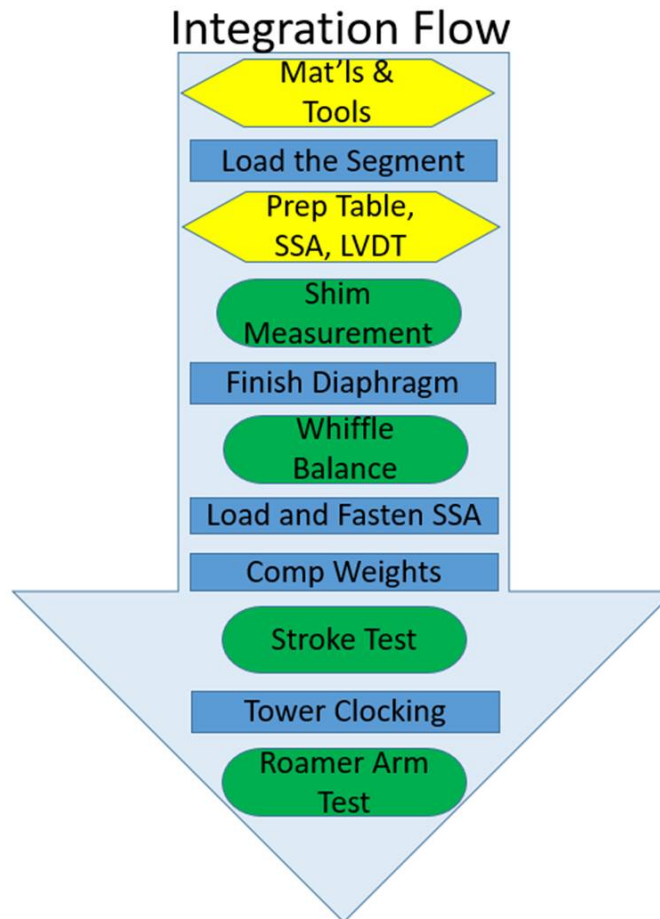 Integration Flow
Mat'ls &
Tools
Load the Segment
Prep Table,
SSA, LVDT
Shim
Measurement
Finish Diaphragm
Whiffle
Balance
Load and Fasten SSA
Comp Weights
Stroke Test
Tower Clocking
Roamer Arm
Test